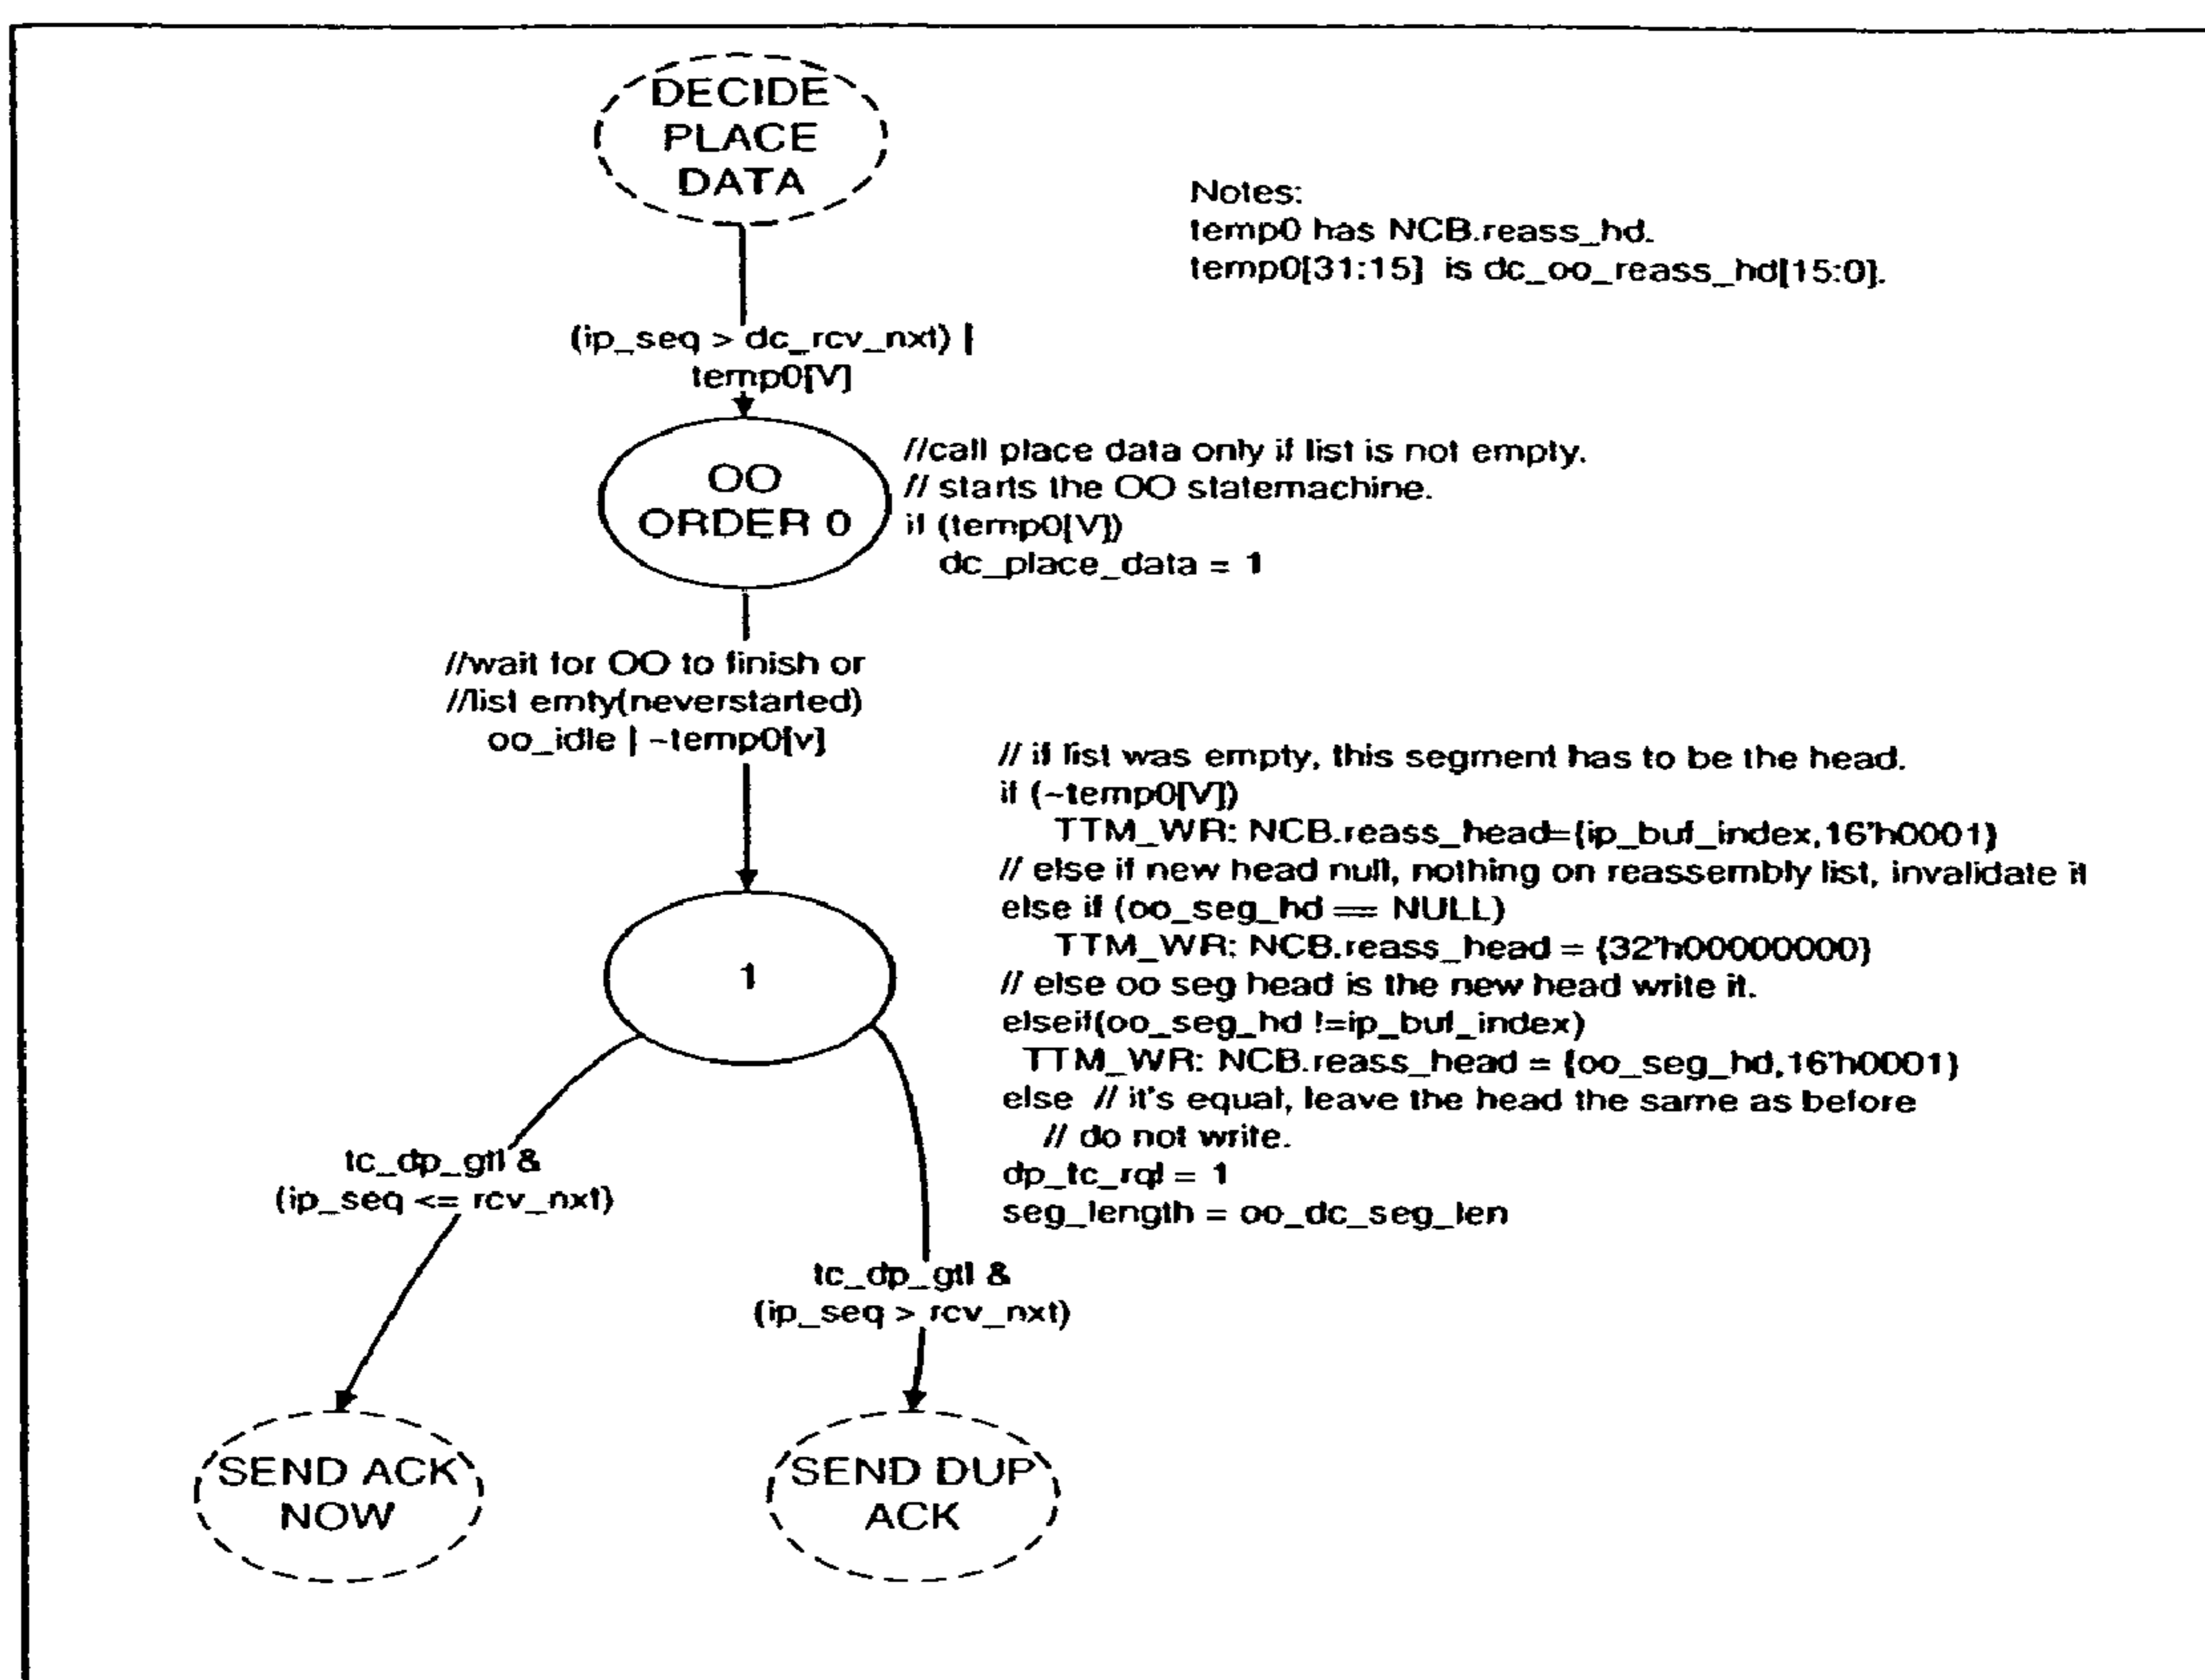 DECIDE
PLACE
DATA
Notes:
temp0 has NCB.reass_hd.
temp0[31:15] is dc_oo_reass_hd[15:0].
(ip_seq > dc_rcv_nxt) |
temp0[V]
OO
ORDER 0
//call place data only if list is not empty.
// starts the OO statemachine.
if (temp0[V])
dc_place_data = 1
//wait for OO to finish or
//list emty(neverstarted)
oo_idle | ~temp0[v]
1
// if list was empty, this segment has to be the head.
if (~temp0[V])
TTM_WR: NCB.reass_head={ip_buf_index,16'h0001}
// else if new head null, nothing on reassembly list, invalidate it
else if (oo_seg_hd == NULL)
TTM_WR: NCB.reass_head = {32'h00000000}
// else oo seg head is the new head write it.
elseif(oo_seg_hd !=ip_buf_index)
TTM_WR: NCB.reass_head = {oo_seg_hd,16'h0001}
else // it's equal, leave the head the same as before
// do not write.
dp_tc_rql = 1
seg_length = oo_dc_seg_len
tc_dp_gtl &
(ip_seq <= rcv_nxt)
tc_dp_gtl &
(ip_seq > rcv_nxt)
SEND ACK
NOW
SEND DUP
ACK